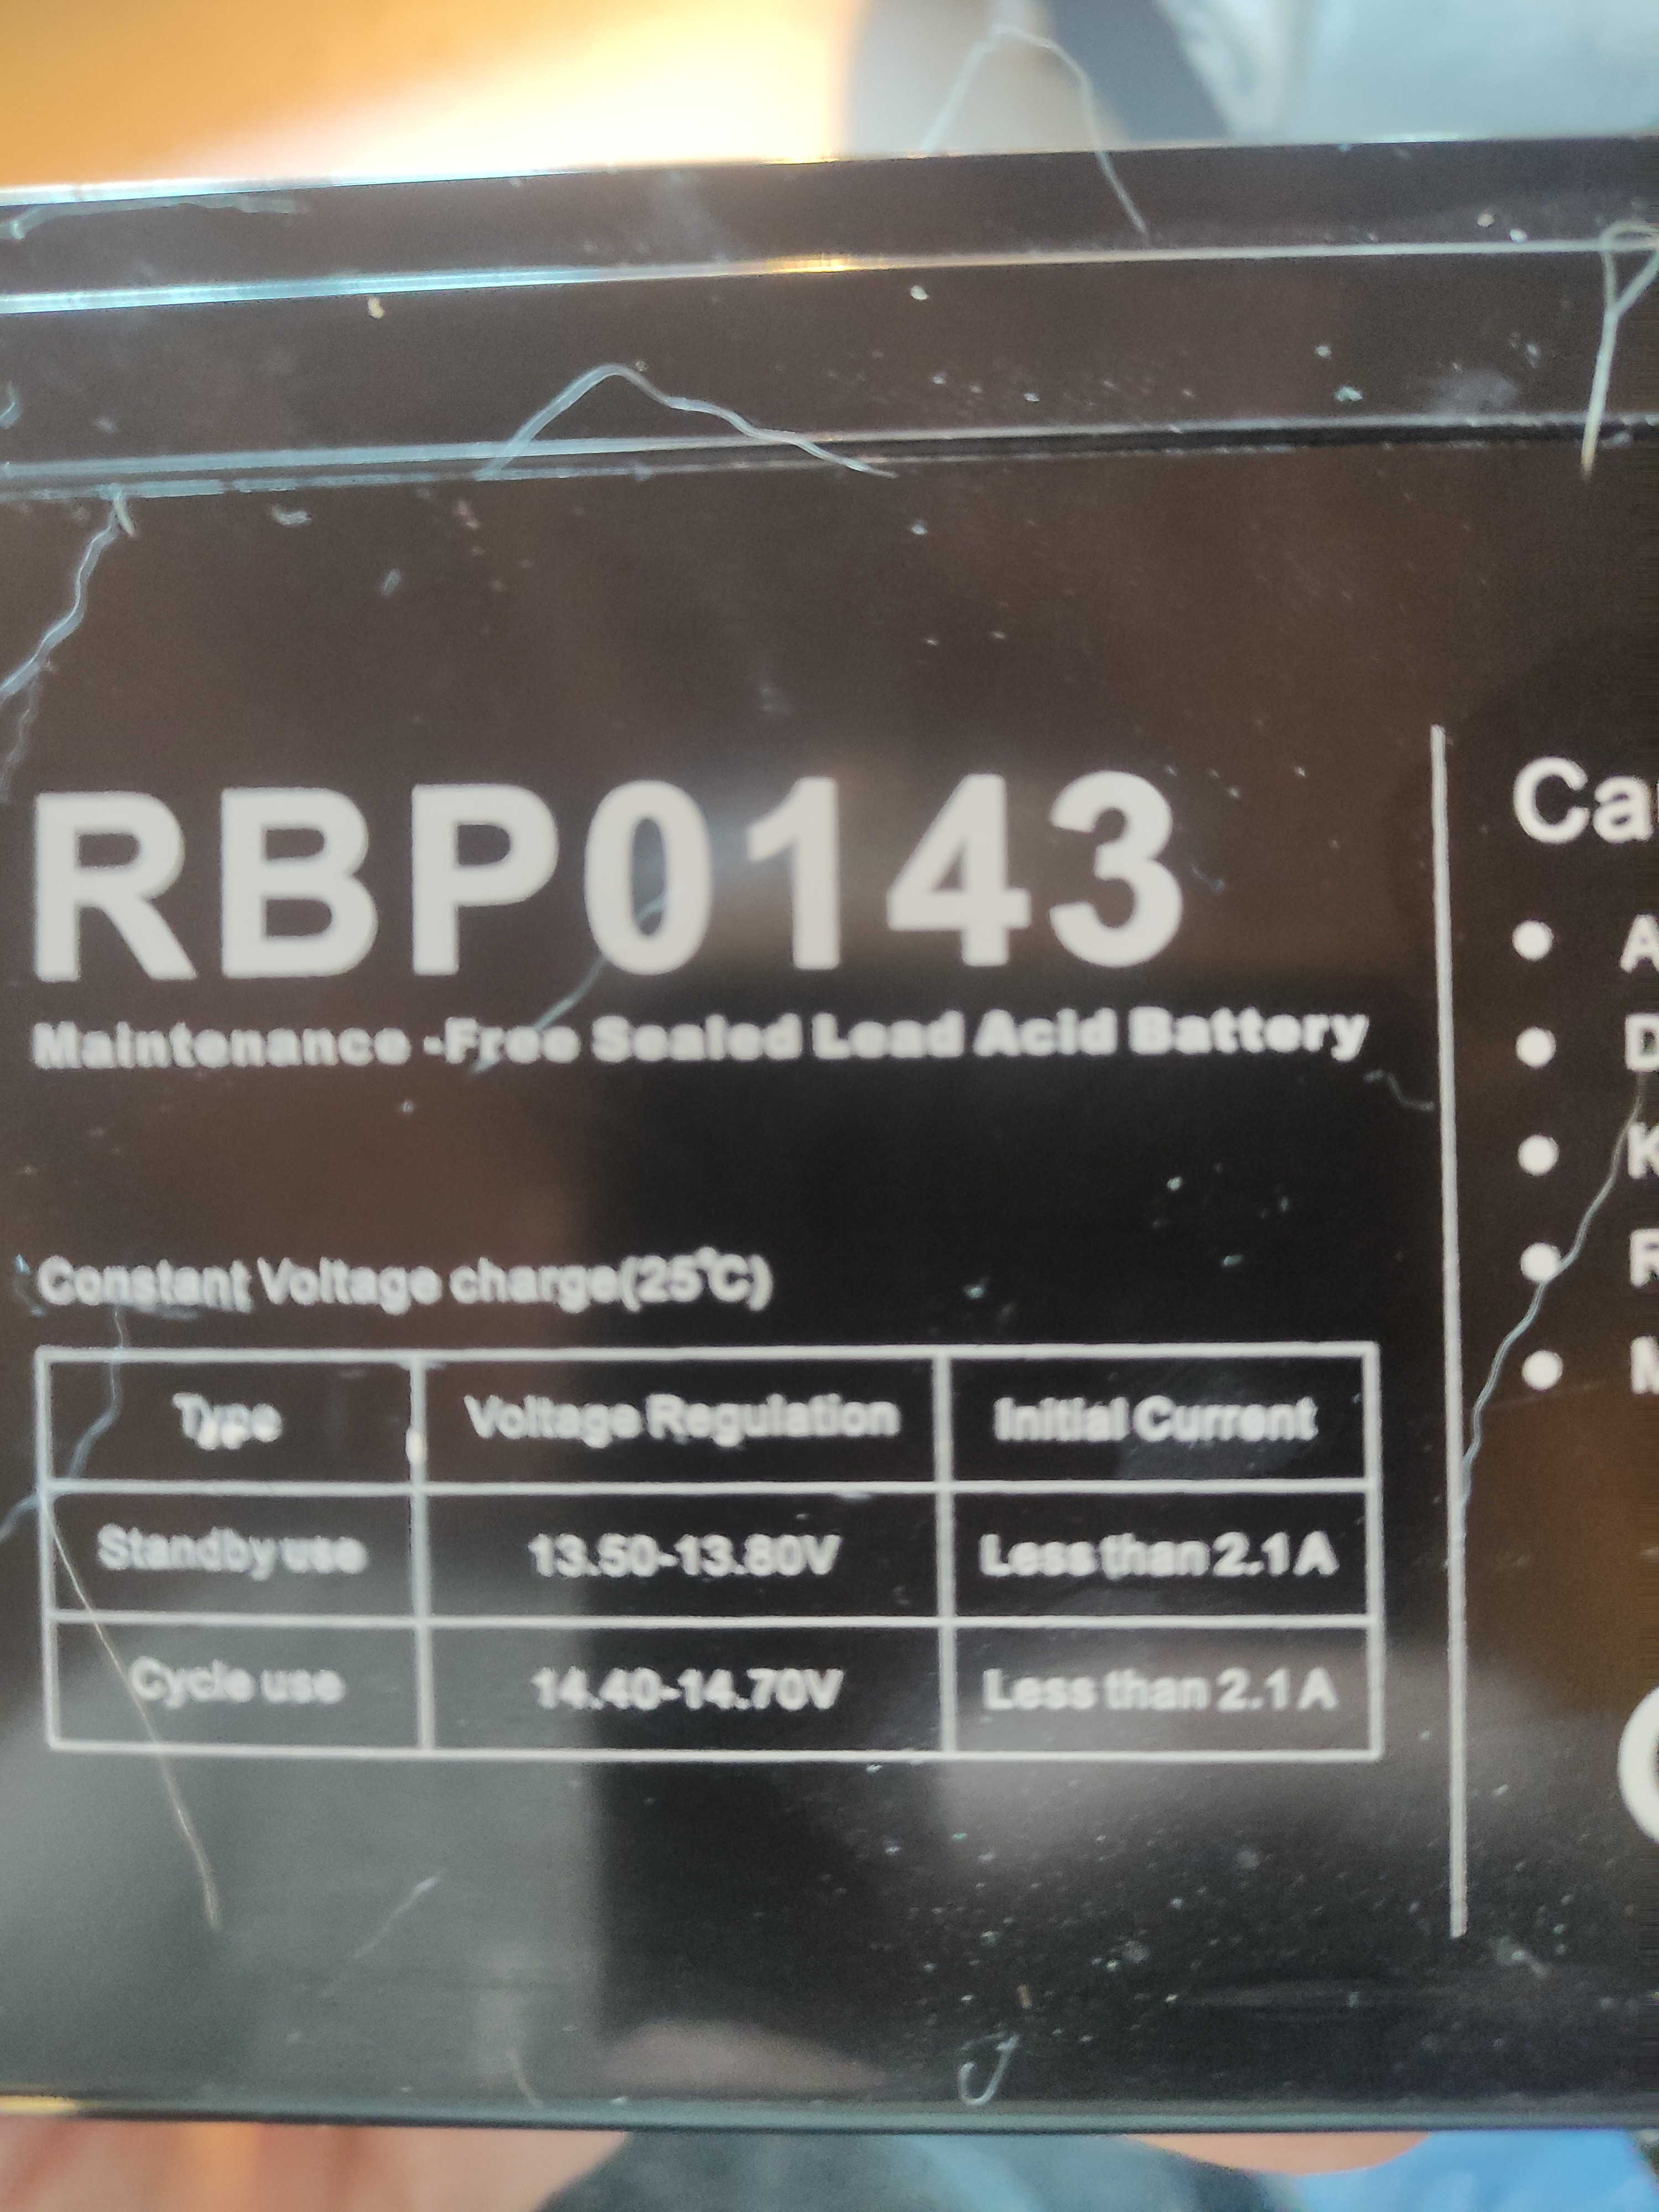 RBP0143
Maintenance -Free Sealed Lead Acid Battery
Constant Voltage charge(25℃)
Type Voltage Regulation Initial Current
Standby use 13.50-13.80V Less than 2.1A
Cycle use 14.40-14.70V Less than 2.1A